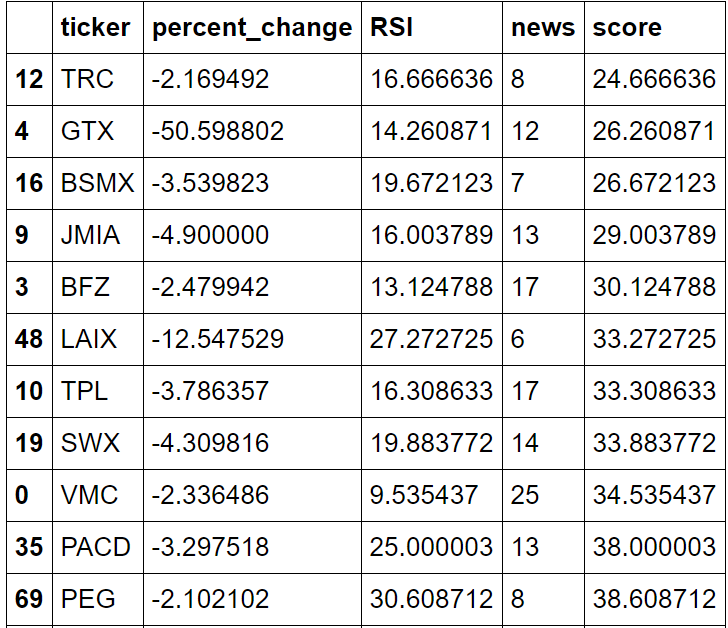 ticker percent_change RSI news score
12 TRC -2.169492 16.666636 8 24.666636
4 GTX -50.598802 14.260871 12 26.260871
16 BSMX -3.539823 19.672123 7 26.672123
9 JMIA -4.900000 16.003789 13 29.003789
3 BFZ -2.479942 13.124788 17 30.124788
48 LAIX -12.547529 27.272725 6 33.272725
10 TPL -3.786357 16.308633 17 33.308633
19 SWX -4.309816 19.883772 14 33.883772
0 VMC -2.336486 9.535437 25 34.535437
35 PACD -3.297518 25.000003 13 38.000003
69 PEG -2.102102 30.608712 8 38.608712